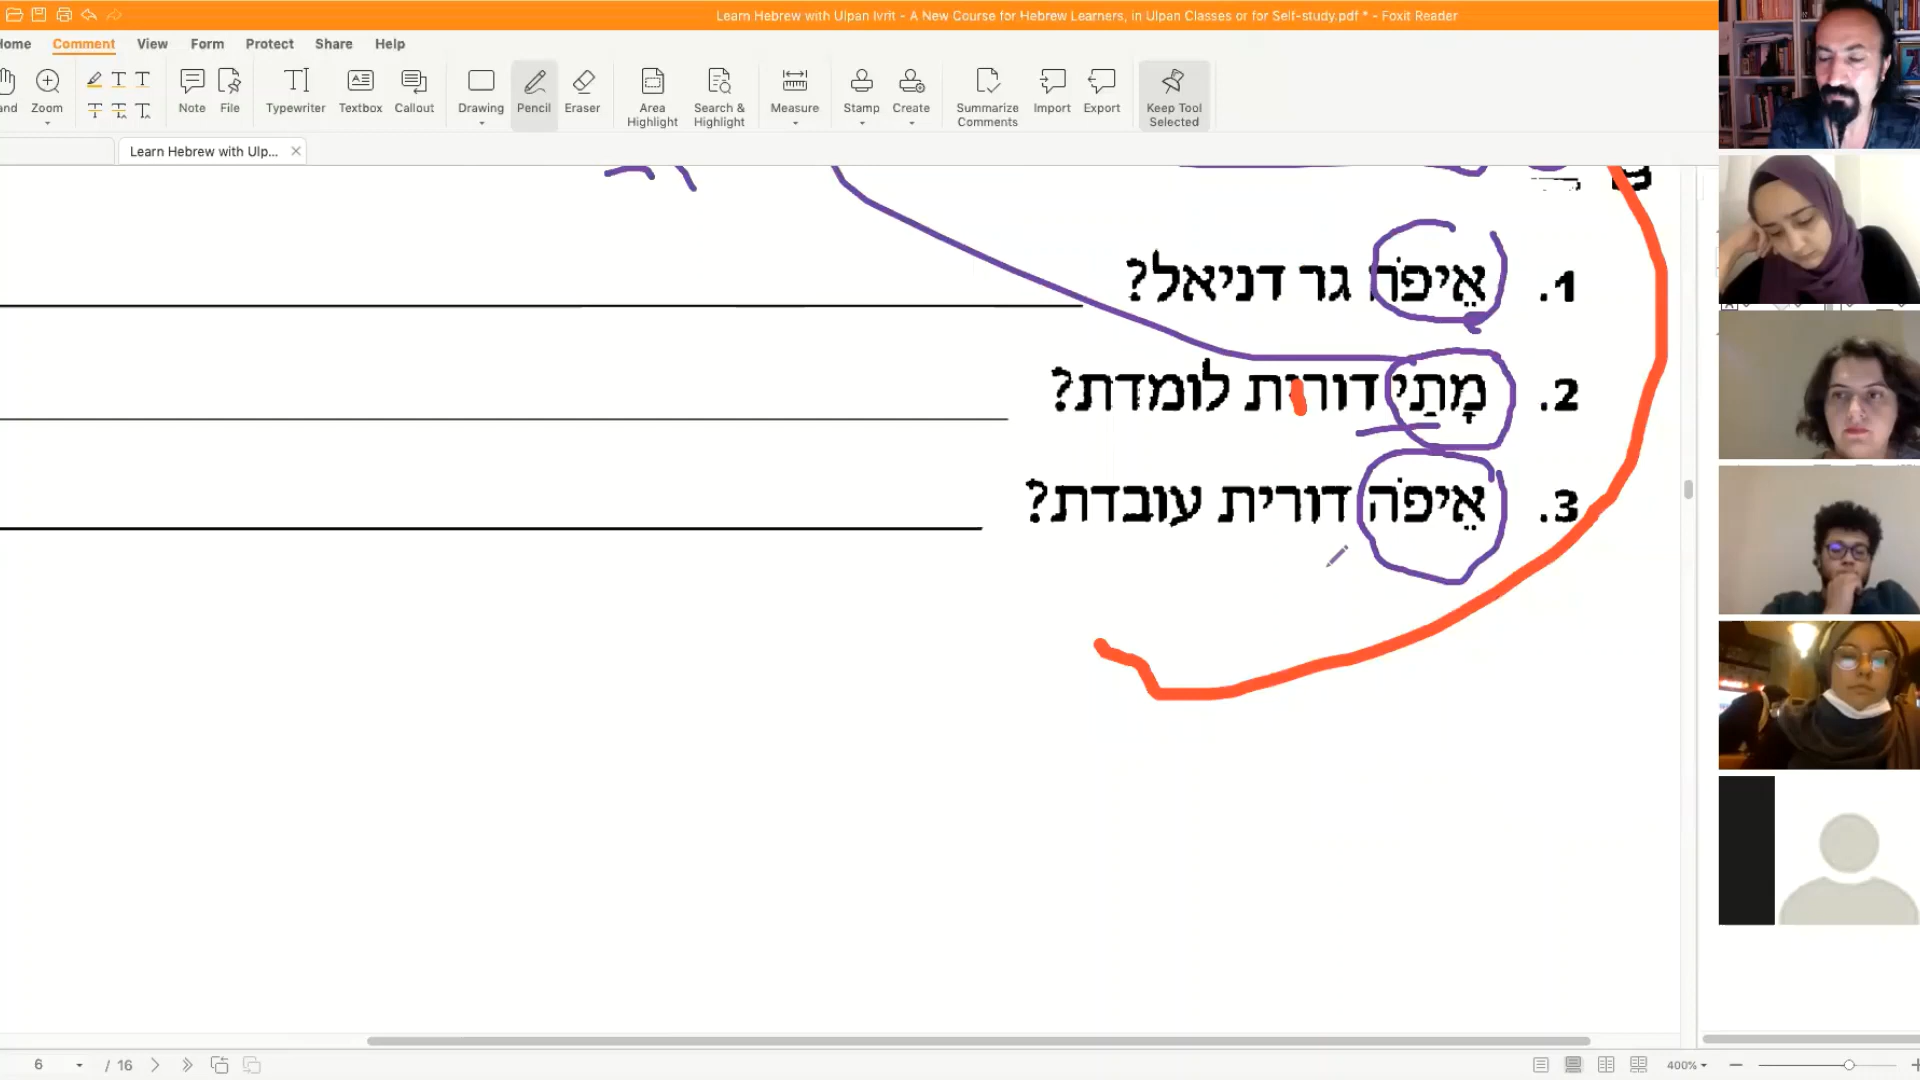 Learn Hebrew with Ulpan Ivrit - A New Course for Hebrew Learners, in Ulpan Classes or for Self-study.pdf * - Foxit Reader
Home Comment View Form Protect Share Help
Zoom Note File Typewriter Textbox Callout Drawing Pencil Eraser Area Highlight Search & Highlight Measure Stamp Create Summarize Comments Import Export Keep Tool Selected
Learn Hebrew with Ulp...
1. אֵיפֹה גר דניאל?
2. מָתַי דורית לומדת?
3. אֵיפֹה דורית עובדת?
6 / 16 400%